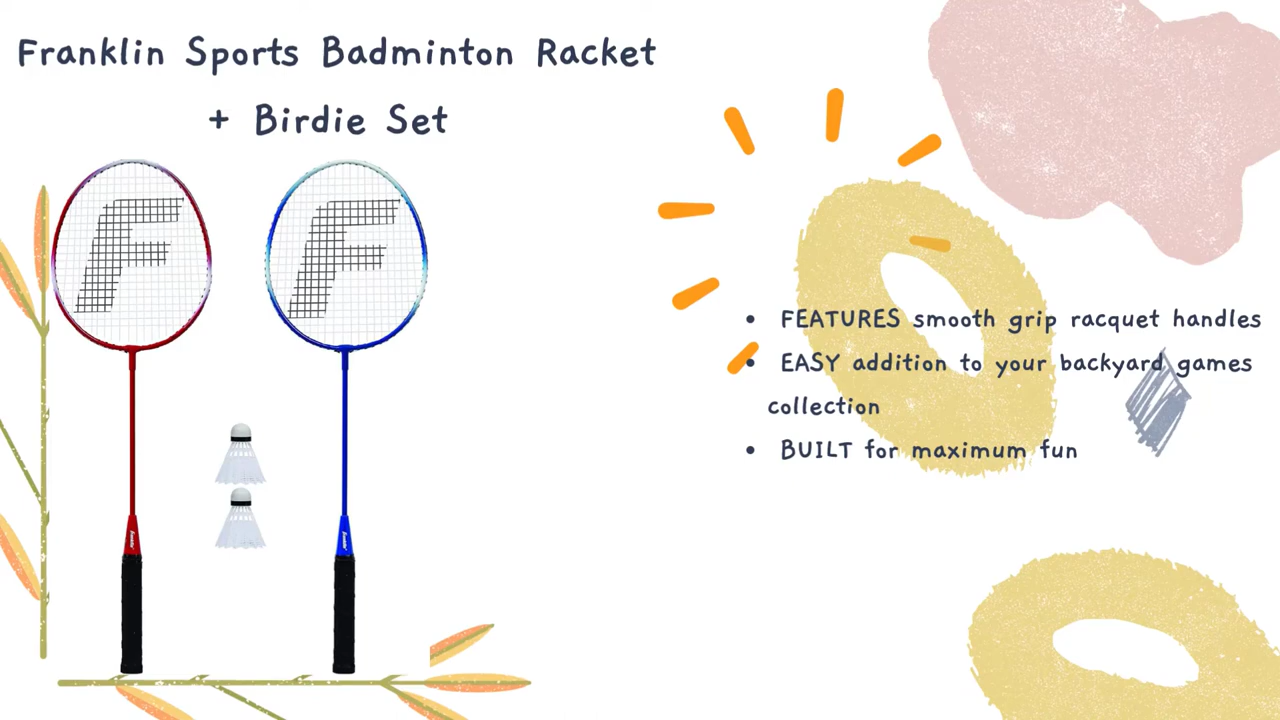 Franklin Sports Badminton Racket
+ Birdie Set
F
F
• FEATURES smooth grip racquet handles
• EASY addition to your backyard games
collection
• BUILT for maximum fun